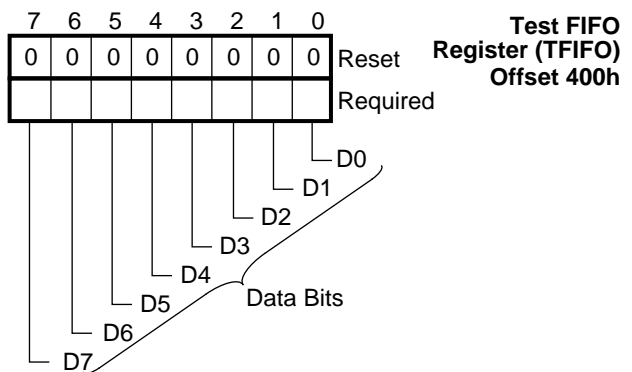 7 6 5 4 3 2 1 0
Test FIFO
Register (TFIFO)
Offset 400h
0 0 0 0 0 0 0 0 Reset
Required
D0
D1
D2
D3
D4
D5
D6
D7
Data Bits